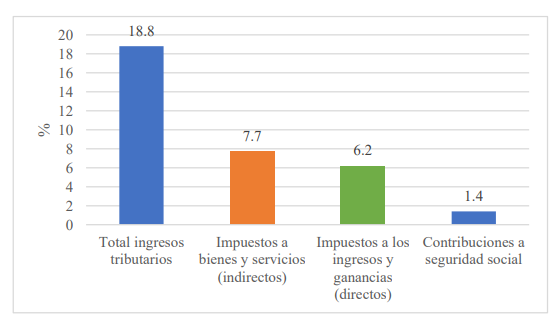 18.8
20
18
16
14
12
10
8
6
4
2
0
%
7.7
6.2
1.4
Total ingresos
tributarios
Impuestos a
bienes y servicios
(indirectos)
Impuestos a los
ingresos y
ganancias
(directos)
Contribuciones a
seguridad social